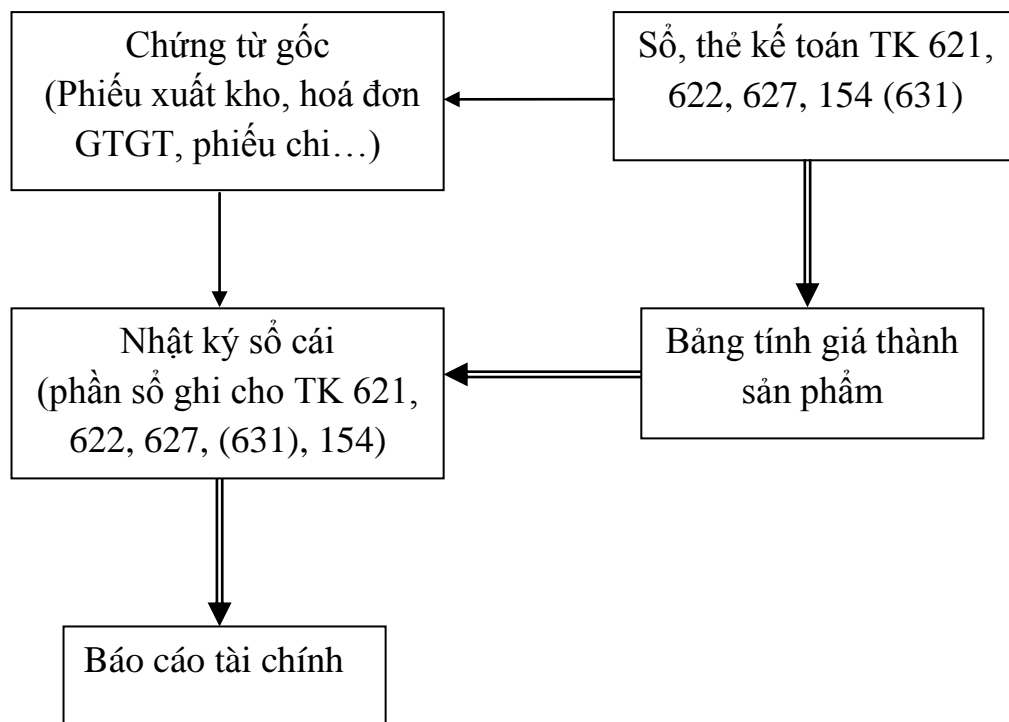 Chứng từ gốc
(Phiếu xuất kho, hoá đơn
GTGT, phiếu chi…)
Sổ, thẻ kế toán TK 621,
622, 627, 154 (631)
Nhật ký sổ cái
(phần sổ ghi cho TK 621,
622, 627, (631), 154)
Bảng tính giá thành
sản phẩm
Báo cáo tài chính